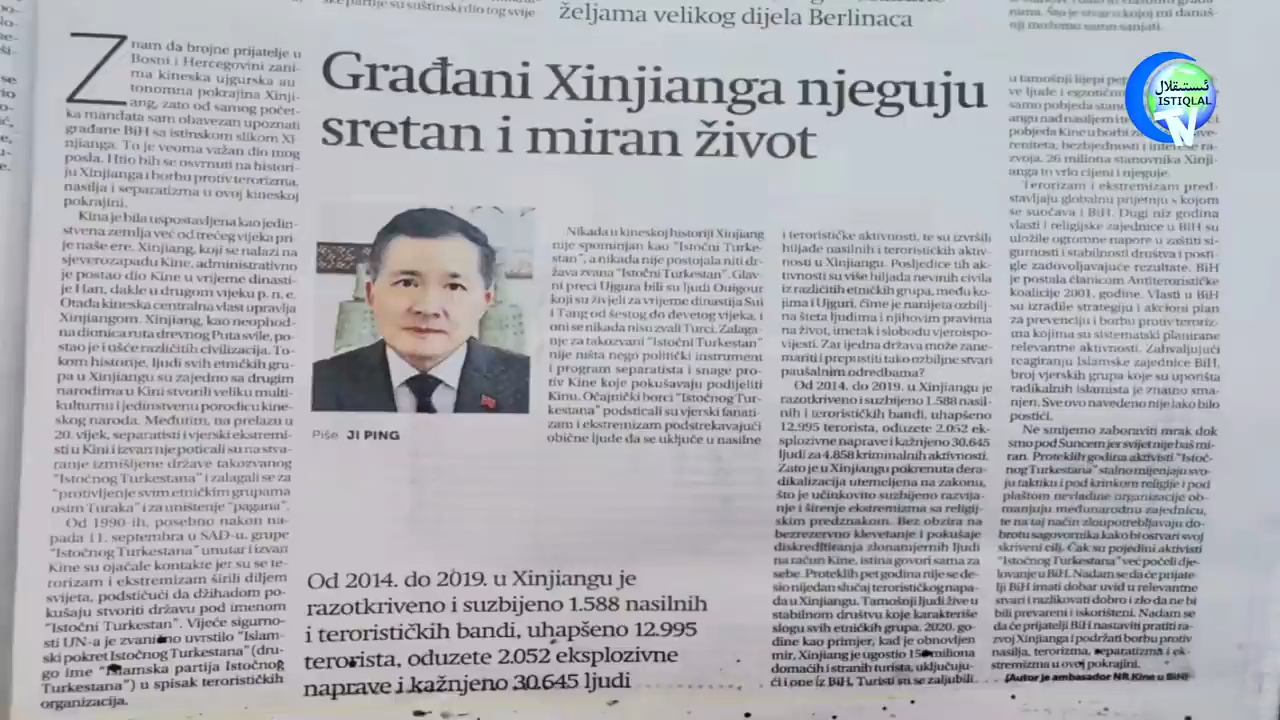 ke partije su suštinski dio tog svije
željama velikog dijela Berlinaca
nji možemo samo sanjati.
ئىستىقلال
ISTIQLAL
TV
Građani Xinjianga njeguju
sretan i miran život
Znam da brojne prijatelje u
Bosni i Hercegovini zani-
ma kineska ujgurska au
tonomna pokrajina Xinji-
ang, zato od samog počet-
ka mandata sam obavezan upoznati
građane BiH sa istinskom slikom Xi-
njianga. To je veoma važan dio mog
posla. Htio bih se osvrnuti na histori-
ju Xinjianga i borbu protiv terorizma,
nasilja i separatizma u ovoj kineskoj
pokrajini.
Kina je bila uspostavljena kao jedin-
stvena zemlja već od trećeg vijeka pri-
je naše ere. Xinjiang, koji se nalazi na
sjeverozapadu Kine, administrativno
je postao dio Kine u vrijeme dinasti-
je Han, dakle u drugom vijeku p. n. e.
Otada kineska centralna vlast upravlja
Xinjiangom. Xinjiang, kao neophod-
na dionica ruta drevnog Puta svile, po-
stao je i ušće različitih civilizacija. To-
kom historije, ljudi svih etničkih gru-
pa u Xinjiangu su zajedno sa drugim
narodima u Kini stvorili veliku multi-
kulturnu i jedinstvenu porodicu kine-
skog naroda. Međutim, na prelazu u
20. vijek, separatisti i vjerski ekstremi-
sti u Kini i izvan nje poticali su na stva-
ranje izmišljene države takozvanog
"Istočnog Turkestana" i zalagali se za
"protivljenje svim etničkim grupama
osim Turaka" i za uništenje "pagana".
Od 1990-ih, posebno nakon na-
pada 11. septembra u SAD-u, grupe
"Istočnog Turkestana" unutar i izvan
Kine su ojačale kontakte jer su se te-
rorizam i ekstremizam širili diljem
svijeta, podstičući da džihadom po-
kušaju stvoriti državu pod imenom
"Istočni Turkestan". Vijeće sigurno-
sti UN-a je zvanično uvrstilo "Islam-
ski pokret Istočnog Turkestana" (dru-
go ime "Islamska partija Istočnog
Turkestana") u spisak terorističkih
organizacija.
Piše JI PING
Od 2014. do 2019. u Xinjiangu je
razotkriveno i suzbijeno 1.588 nasilnih
i terorističkih bandi, uhapšeno 12.995
terorista, oduzete 2.052 eksplozivne
naprave i kažnjeno 30.645 ljudi
Nikada u kineskoj historiji Xinjiang
nije spominjan kao "Istočni Turke-
stan", a nikada nije postojala niti dr-
žava zvana "Istočni Turkestan". Glav-
ni preci Ujgura bili su ljudi Ouigour
koji su živjeli za vrijeme dinastija Sui
i Tang od šestog do devetog vijeka, i
oni se nikada nisu zvali Turci. Zalaga-
nje za takozvani "Istočni Turkestan"
nije ništa nego politički instrument
i program separatista i snage pro-
tiv Kine koje pokušavaju podijeliti
Kinu. Očajnički borci "Istočnog Tur-
kestana" podsticali su vjerski fanati-
zam i ekstremizam podstrekavajući
obične ljude da se uključe u nasilne
i terorističke aktivnosti, te su izvršili
hiljade nasilnih i terorističkih aktiv-
nosti u Xinjiangu. Posljedice tih ak-
tivnosti su više hiljada nevinih civila
iz različitih etničkih grupa, među ko-
jima i Ujguri, čime je nanijeta ozbilj-
na šteta ljudima i njihovim pravima
na život, imetak i slobodu vjeroispo-
vijesti. Zar ijedna država može zane-
mariti i prepustiti tako ozbiljne stvari
paušalnim odredbama?
Od 2014. do 2019. u Xinjiangu je
razotkriveno i suzbijeno 1.588 nasil-
nih i terorističkih bandi, uhapšeno
12.995 terorista, oduzete 2.052 ek-
splozivne naprave i kažnjeno 30.645
ljudi za 4.858 kriminalnih aktivnosti.
Zato je u Xinjiangu pokrenuta dera-
dikalizacija utemeljena na zakonu,
što je učinkovito suzbijeno razvija-
nje i širenje ekstremizma sa religij-
skim predznakom. Bez obzira na
bezrezervno klevetanje i pokušaje
diskreditiranja zlonamjernih ljudi
na račun Kine, istina govori sama za
sebe. Proteklih pet godina nije se de-
sio nijedan slučaj terorističkog napa-
da u Xinjiangu. Tamošnji ljudi žive u
stabilnom društvu koje karakteriše
slogu svih etničkih grupa. 2020. go-
dine kao primjer, kad je obnovljen
mir, Xinjiang je ugostio miliona
domaćih i stranih turista, uključuju-
ći i one iz BiH. Turisti su se zaljubili
u tamošnji lijepi
ve ljude i egzotičn
samo pobjeda
angu nad nasiljem i
pobjeda Kine u borbi za
reniteta, bezbjednosti i interese ra-
zvoja. 26 miliona stanovnika Xinji-
anga to vrlo cijeni i njeguje.
Terorizam i ekstremizam pred-
stavljaju globalnu prijetnju s kojom
se suočava i BiH. Dugi niz godina
vlasti i religijske zajednice u BiH su
uložile ogromne napore u zaštiti si-
gurnosti i stabilnosti društva i posti-
gle zadovoljavajuće rezultate. BiH
je postala članicom Antiterorističke
koalicije 2001. godine. Vlasti u BiH
su izradile strategiju i akcioni plan
za prevenciju i borbu protiv teroriz-
ma kojima su sistematski planirane
relevantne aktivnosti. Zahvaljujući
reagiranju Islamske zajednice BiH,
broj vjerskih grupa koje su uporišta
radikalnih islamista je znatno sma-
njen. Sve ovo navedeno nije lako bilo
postići.
Ne smijemo zaboraviti mrak dok
smo pod Suncem jer svijet nije baš mi-
ran. Proteklih godina aktivisti "Istoč-
nog Turkestana" stalno mijenjaju svo-
ju taktiku i pod krinkom religije i pod
plaštom nevladine organizacije ob-
manjuju međunarodnu zajednicu,
te na taj način zloupotrebljavaju do-
brotu sagovornika kako bi ostvari svoj
skriveni cilj. Čak su pojedini aktivisti
"Istočnog Turkestana" već počeli dje-
lovanje u BiH. Nadam se da će prijate-
lji BiH imati dobar uvid u relevantne
stvari i razlikovati dobro i zlo da ne bi
bili prevareni i iskorišteni. Nadam se
da će prijatelji BiH nastaviti pratiti ra-
zvoj Xinjianga i podržati borbu protiv
nasilja, terorizma, separatizma i ek-
stremizma u ovoj pokrajini.
(Autor je ambasador NR Kine u BiH)